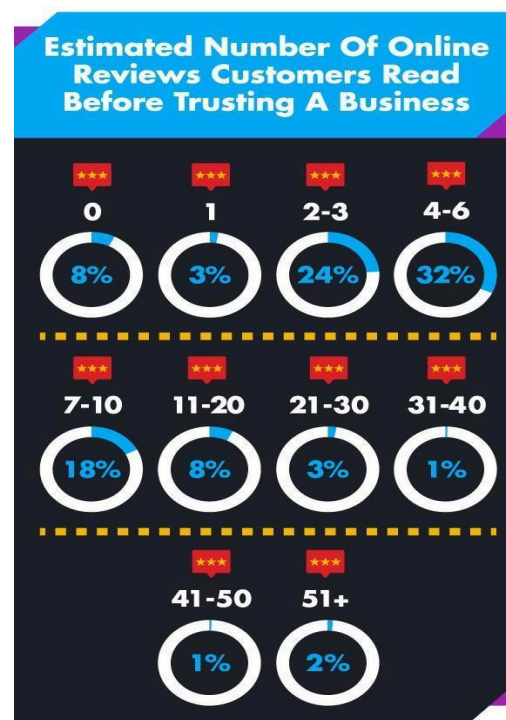 Estimated Number Of Online
Reviews Customers Read
Before Trusting A Business
0 1 2-3 4-6
8% 3% 24% 32%
7-10 11-20 21-30 31-40
18% 8% 3% 1%
41-50 51+
1% 2%